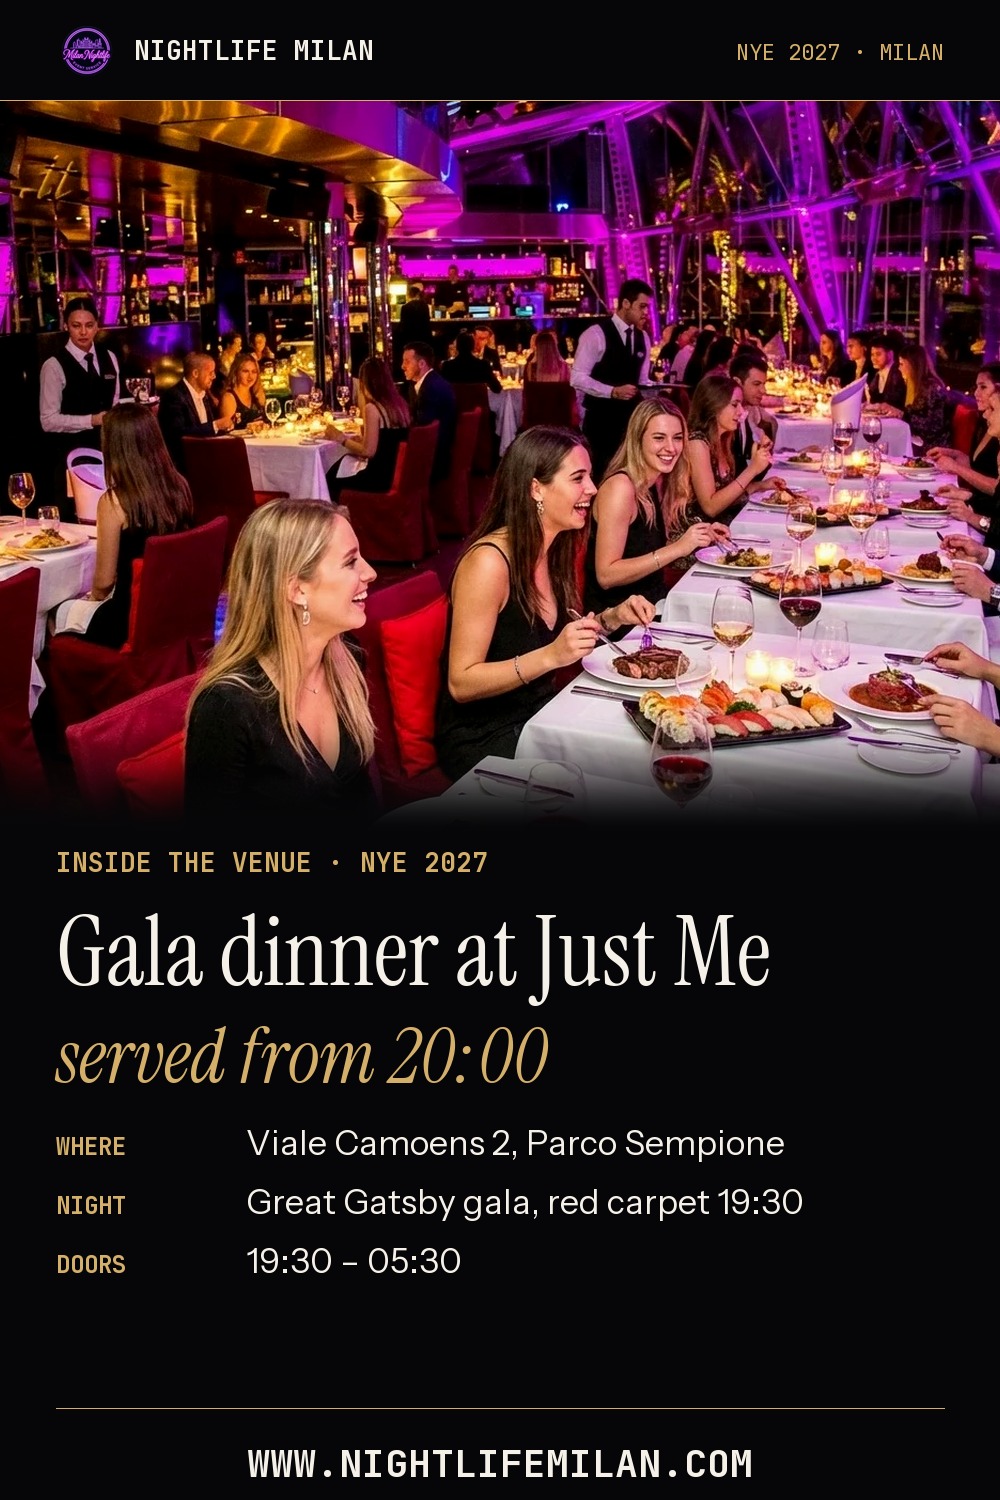 Milan Nightlife
NIGHTLIFE MILAN
NYE 2027 · MILAN
INSIDE THE VENUE · NYE 2027
Gala dinner at Just Me
served from 20:00
WHERE Viale Camoens 2, Parco Sempione
NIGHT Great Gatsby gala, red carpet 19:30
DOORS 19:30 – 05:30
WWW.NIGHTLIFEMILAN.COM